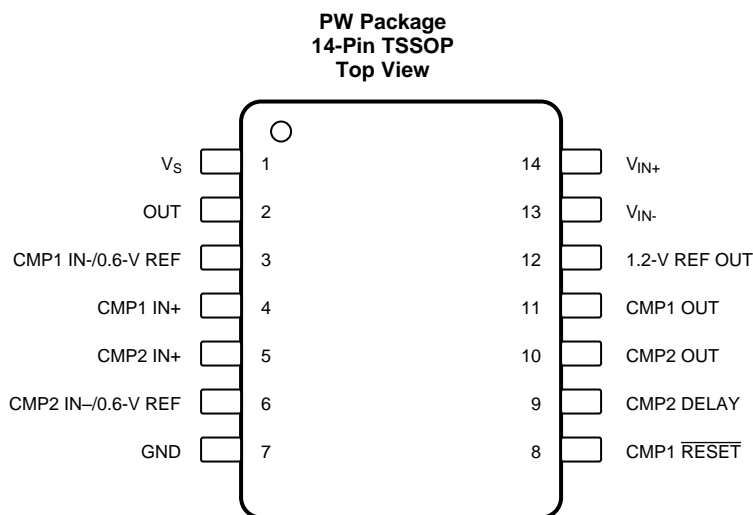 PW Package
14-Pin TSSOP
Top View
VS 1 14 VIN+
OUT 2 13 VIN-
CMP1 IN-/0.6-V REF 3 12 1.2-V REF OUT
CMP1 IN+ 4 11 CMP1 OUT
CMP2 IN+ 5 10 CMP2 OUT
CMP2 IN–/0.6-V REF 6 9 CMP2 DELAY
GND 7 8 CMP1 RESET